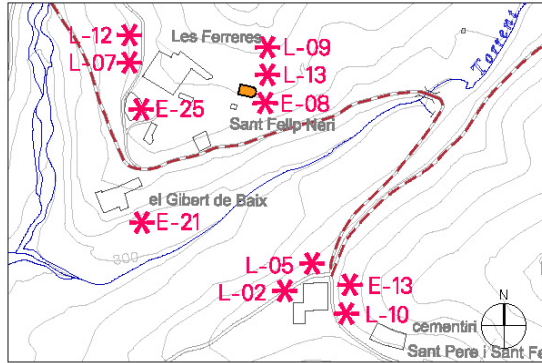 L-12
Les Ferreres
L-09
L-07
L-13
Torrent
E-25
E-08
Sant Felip Neri
el Gibert de Baix
E-21
300
L-05
L-02
E-13
N
L-10
cementiri
Sant Pere i Sant Fe